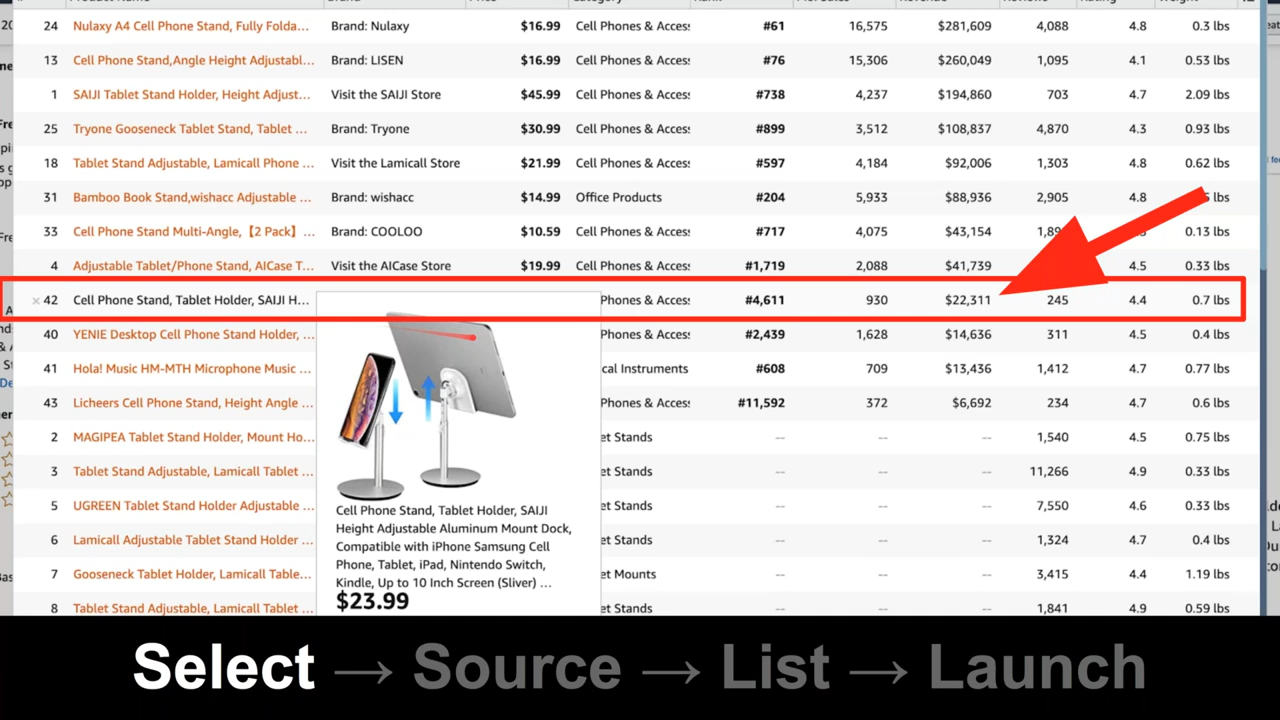 24 Nulaxy A4 Cell Phone Stand, Fully Folda... Brand: Nulaxy $16.99 Cell Phones & Access #61 16,575 $281,609 4,088 4.8 0.3 lbs
13 Cell Phone Stand,Angle Height Adjustabl... Brand: LISEN $16.99 Cell Phones & Access #76 15,306 $260,049 1,095 4.1 0.53 lbs
1 SAIJI Tablet Stand Holder, Height Adjust... Visit the SAIJI Store $45.99 Cell Phones & Access #738 4,237 $194,860 703 4.7 2.09 lbs
25 Tryone Gooseneck Tablet Stand, Tablet ... Brand: Tryone $30.99 Cell Phones & Access #899 3,512 $108,837 4,870 4.3 0.93 lbs
18 Tablet Stand Adjustable, Lamicall Phone ... Visit the Lamicall Store $21.99 Cell Phones & Access #597 4,184 $92,006 1,303 4.8 0.62 lbs
31 Bamboo Book Stand,wishacc Adjustable ... Brand: wishacc $14.99 Office Products #204 5,933 $88,936 2,905 4.8 lbs
33 Cell Phone Stand Multi-Angle,【2 Pack】 ... Brand: COOLOO $10.59 Cell Phones & Access #717 4,075 $43,154 0.13 lbs
4 Adjustable Tablet/Phone Stand, AICase T... Visit the AICase Store $19.99 Cell Phones & Access #1,719 2,088 $41,739 4.5 0.33 lbs
× 42 Cell Phone Stand, Tablet Holder, SAIJI H... Phones & Access #4,611 930 $22,311 245 4.4 0.7 lbs
40 YENIE Desktop Cell Phone Stand Holder, ... Phones & Access #2,439 1,628 $14,636 311 4.5 0.4 lbs
41 Hola! Music HM-MTH Microphone Music ... cal Instruments #608 709 $13,436 1,412 4.7 0.77 lbs
43 Licheers Cell Phone Stand, Height Angle ... Phones & Access #11,592 372 $6,692 234 4.7 0.6 lbs
2 MAGIPEA Tablet Stand Holder, Mount Ho... et Stands -- -- -- 1,540 4.5 0.75 lbs
3 Tablet Stand Adjustable, Lamicall Tablet ... et Stands -- -- -- 11,266 4.9 0.33 lbs
5 UGREEN Tablet Stand Holder Adjustable ... et Stands -- -- -- 7,550 4.6 0.33 lbs
6 Lamicall Adjustable Tablet Stand Holder ... et Stands -- -- -- 1,324 4.7 0.4 lbs
7 Gooseneck Tablet Holder, Lamicall Table... et Mounts -- -- -- 3,415 4.4 1.19 lbs
8 Tablet Stand Adjustable, Lamicall Tablet ... et Stands -- -- -- 1,841 4.9 0.59 lbs
Cell Phone Stand, Tablet Holder, SAIJI
Height Adjustable Aluminum Mount Dock,
Compatible with iPhone Samsung Cell
Phone, Tablet, iPad, Nintendo Switch,
Kindle, Up to 10 Inch Screen (Sliver) ...
$23.99
Select → Source → List → Launch